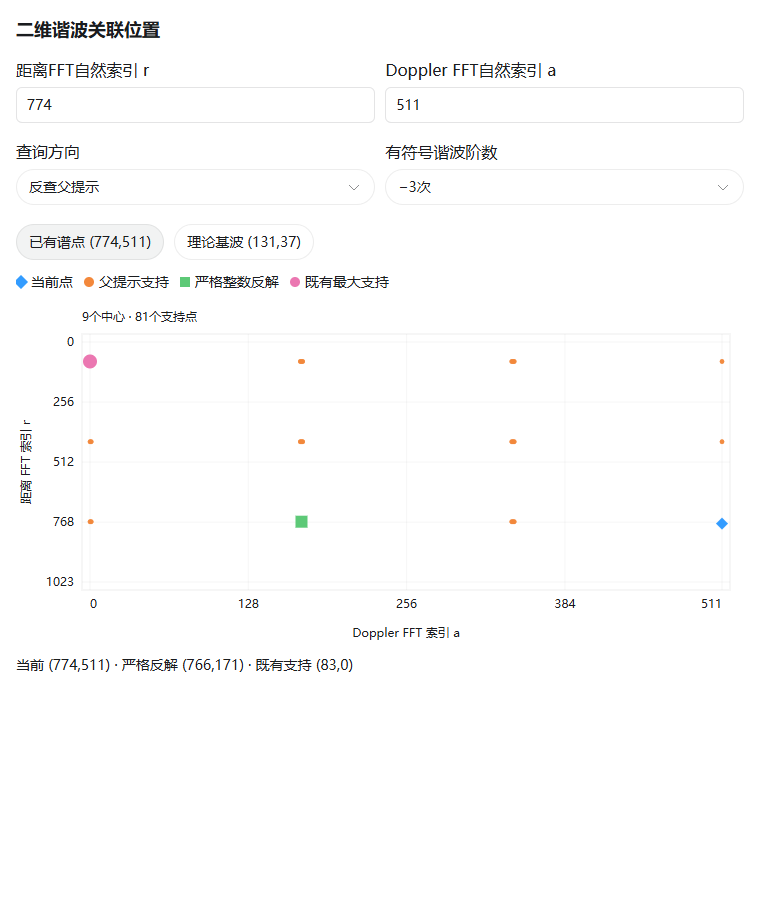 二维谐波关联位置
距离FFT自然索引 r
Doppler FFT自然索引 a
774
511
查询方向
有符号谐波阶数
反查父提示
−3次
已有谱点 (774,511)
理论基波 (131,37)
当前点
父提示支持
严格整数反解
既有最大支持
9个中心 · 81个支持点
0
256
512
768
1023
距离 FFT 索引 r
0
128
256
384
511
Doppler FFT 索引 a
当前 (774,511) · 严格反解 (766,171) · 既有支持 (83,0)